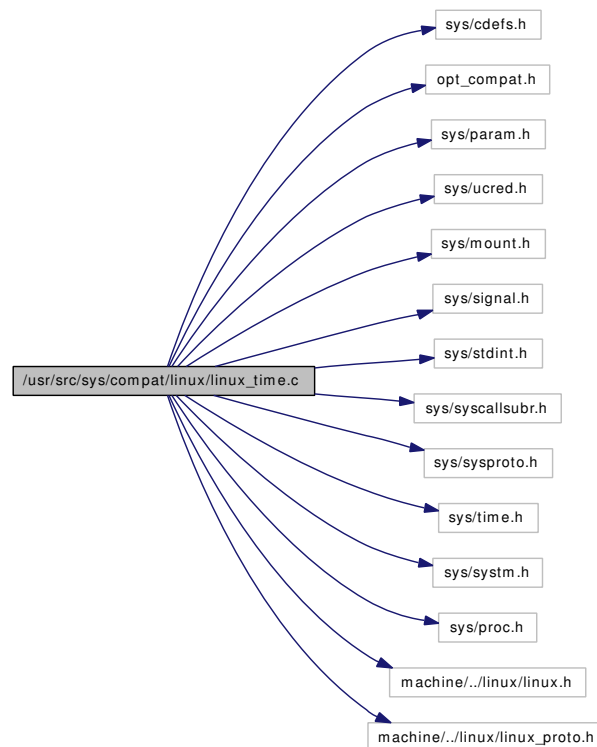 sys/cdefs.h
opt_compat.h
sys/param.h
sys/ucred.h
sys/mount.h
sys/signal.h
/usr/src/sys/compat/linux/linux_time.c
sys/stdint.h
sys/syscallsubr.h
sys/sysproto.h
sys/time.h
sys/systm.h
sys/proc.h
machine/../linux/linux.h
machine/../linux/linux_proto.h